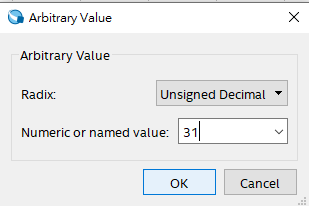 Arbitrary Value
Arbitrary Value
Radix:
Unsigned Decimal
Numeric or named value:
31
OK
Cancel